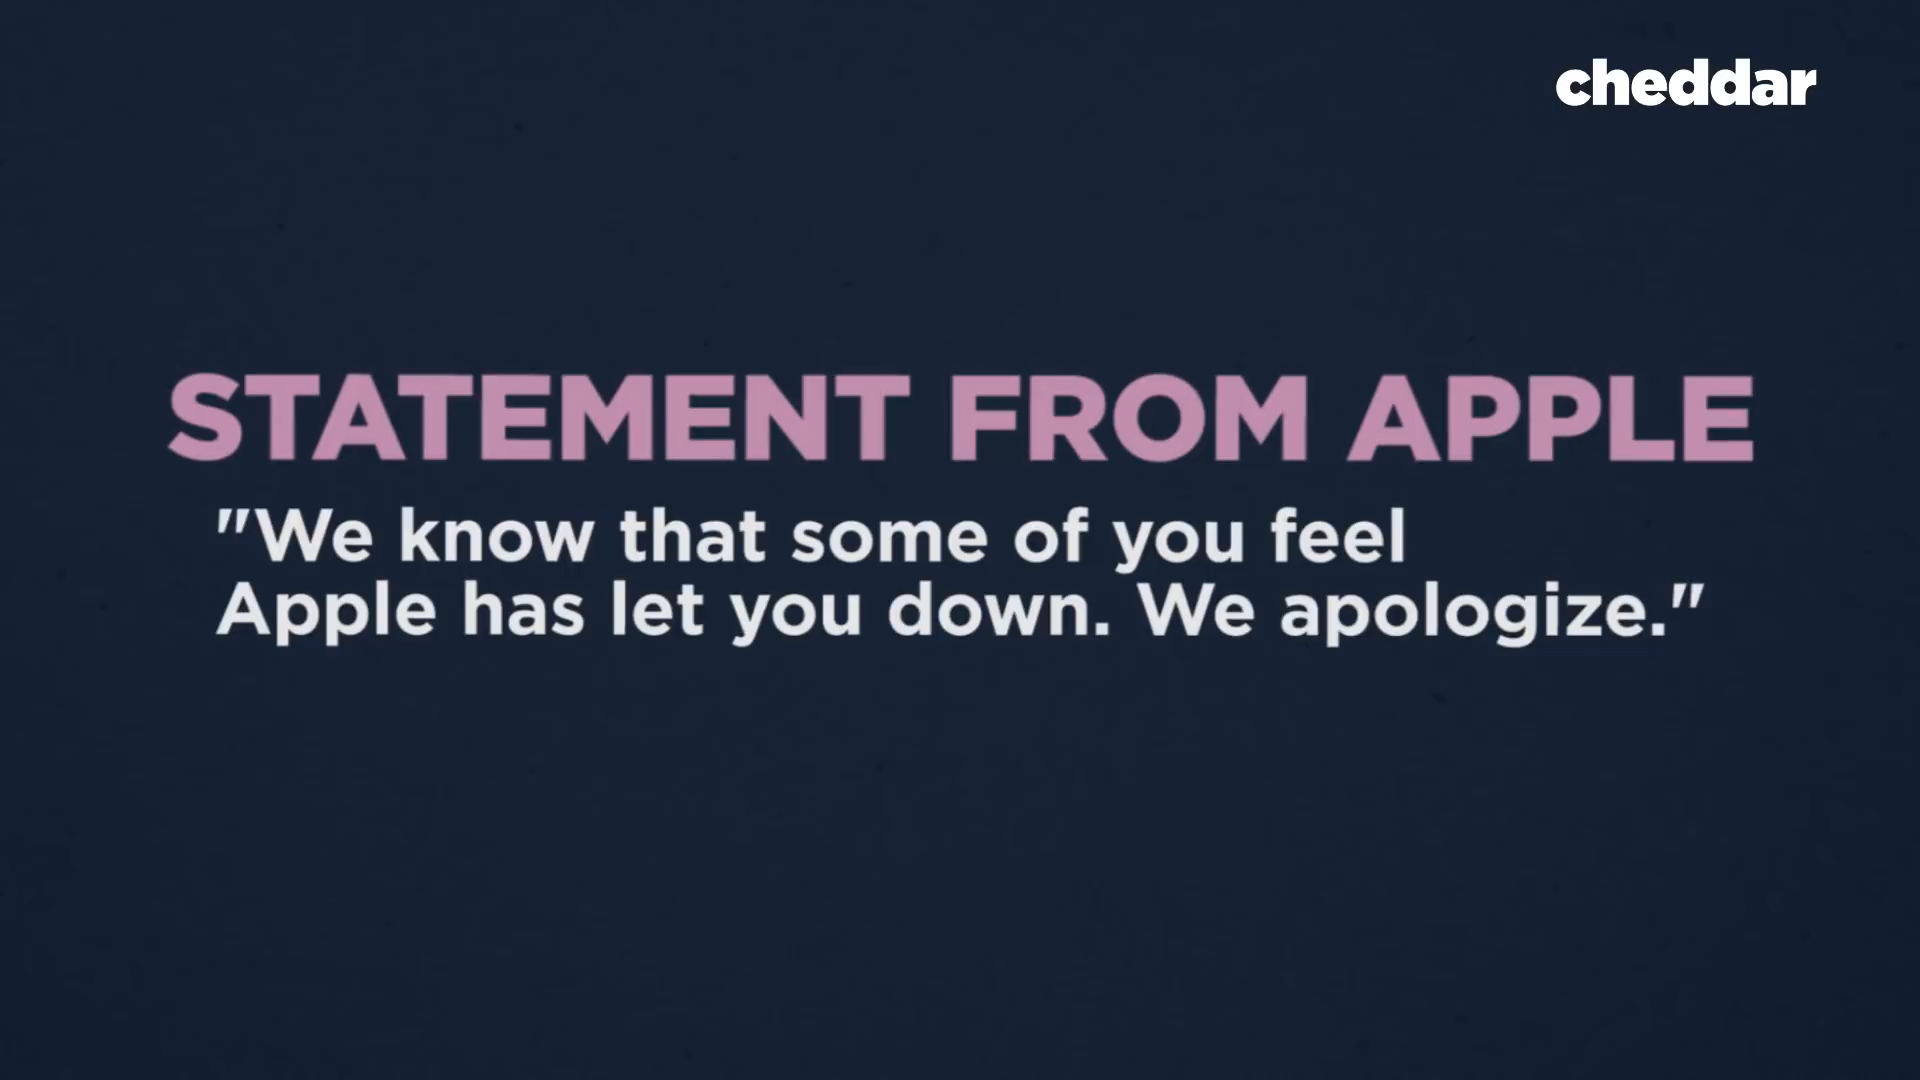 cheddar
STATEMENT FROM APPLE
"We know that some of you feel
Apple has let you down. We apologize."